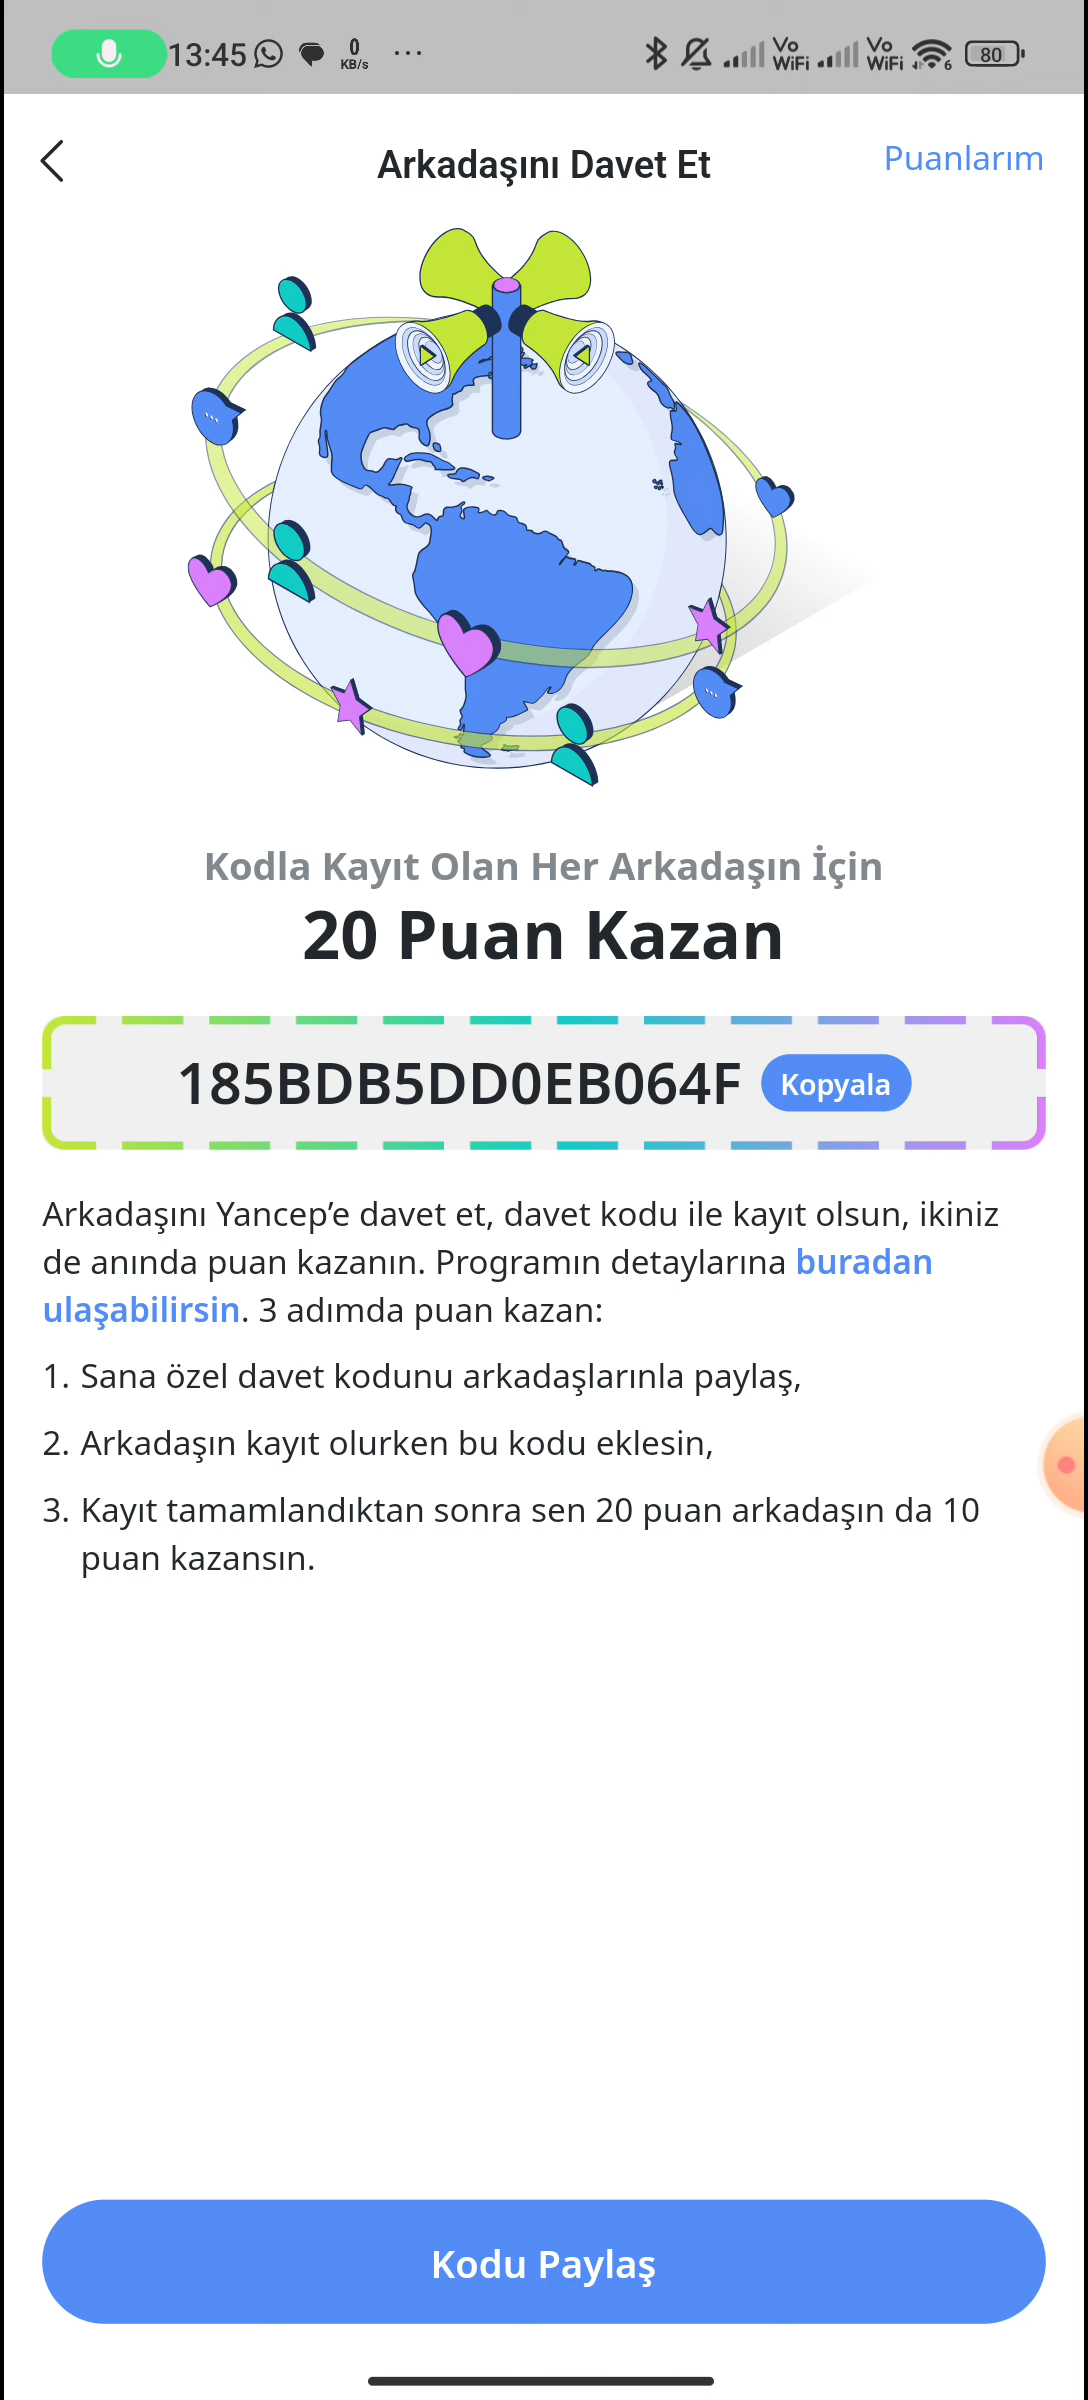 13:45
0
KB/s
Vo
WiFi
Vo
WiFi
6
80
Arkadaşını Davet Et
Puanlarım
Kodla Kayıt Olan Her Arkadaşın İçin
20 Puan Kazan
185BDB5DD0EB064F
Kopyala
Arkadaşını Yancep’e davet et, davet kodu ile kayıt olsun, ikiniz
de anında puan kazanın. Programın detaylarına buradan
ulaşabilirsin. 3 adımda puan kazan:
1. Sana özel davet kodunu arkadaşlarınla paylaş,
2. Arkadaşın kayıt olurken bu kodu eklesin,
3. Kayıt tamamlandıktan sonra sen 20 puan arkadaşın da 10
puan kazansın.
Kodu Paylaş